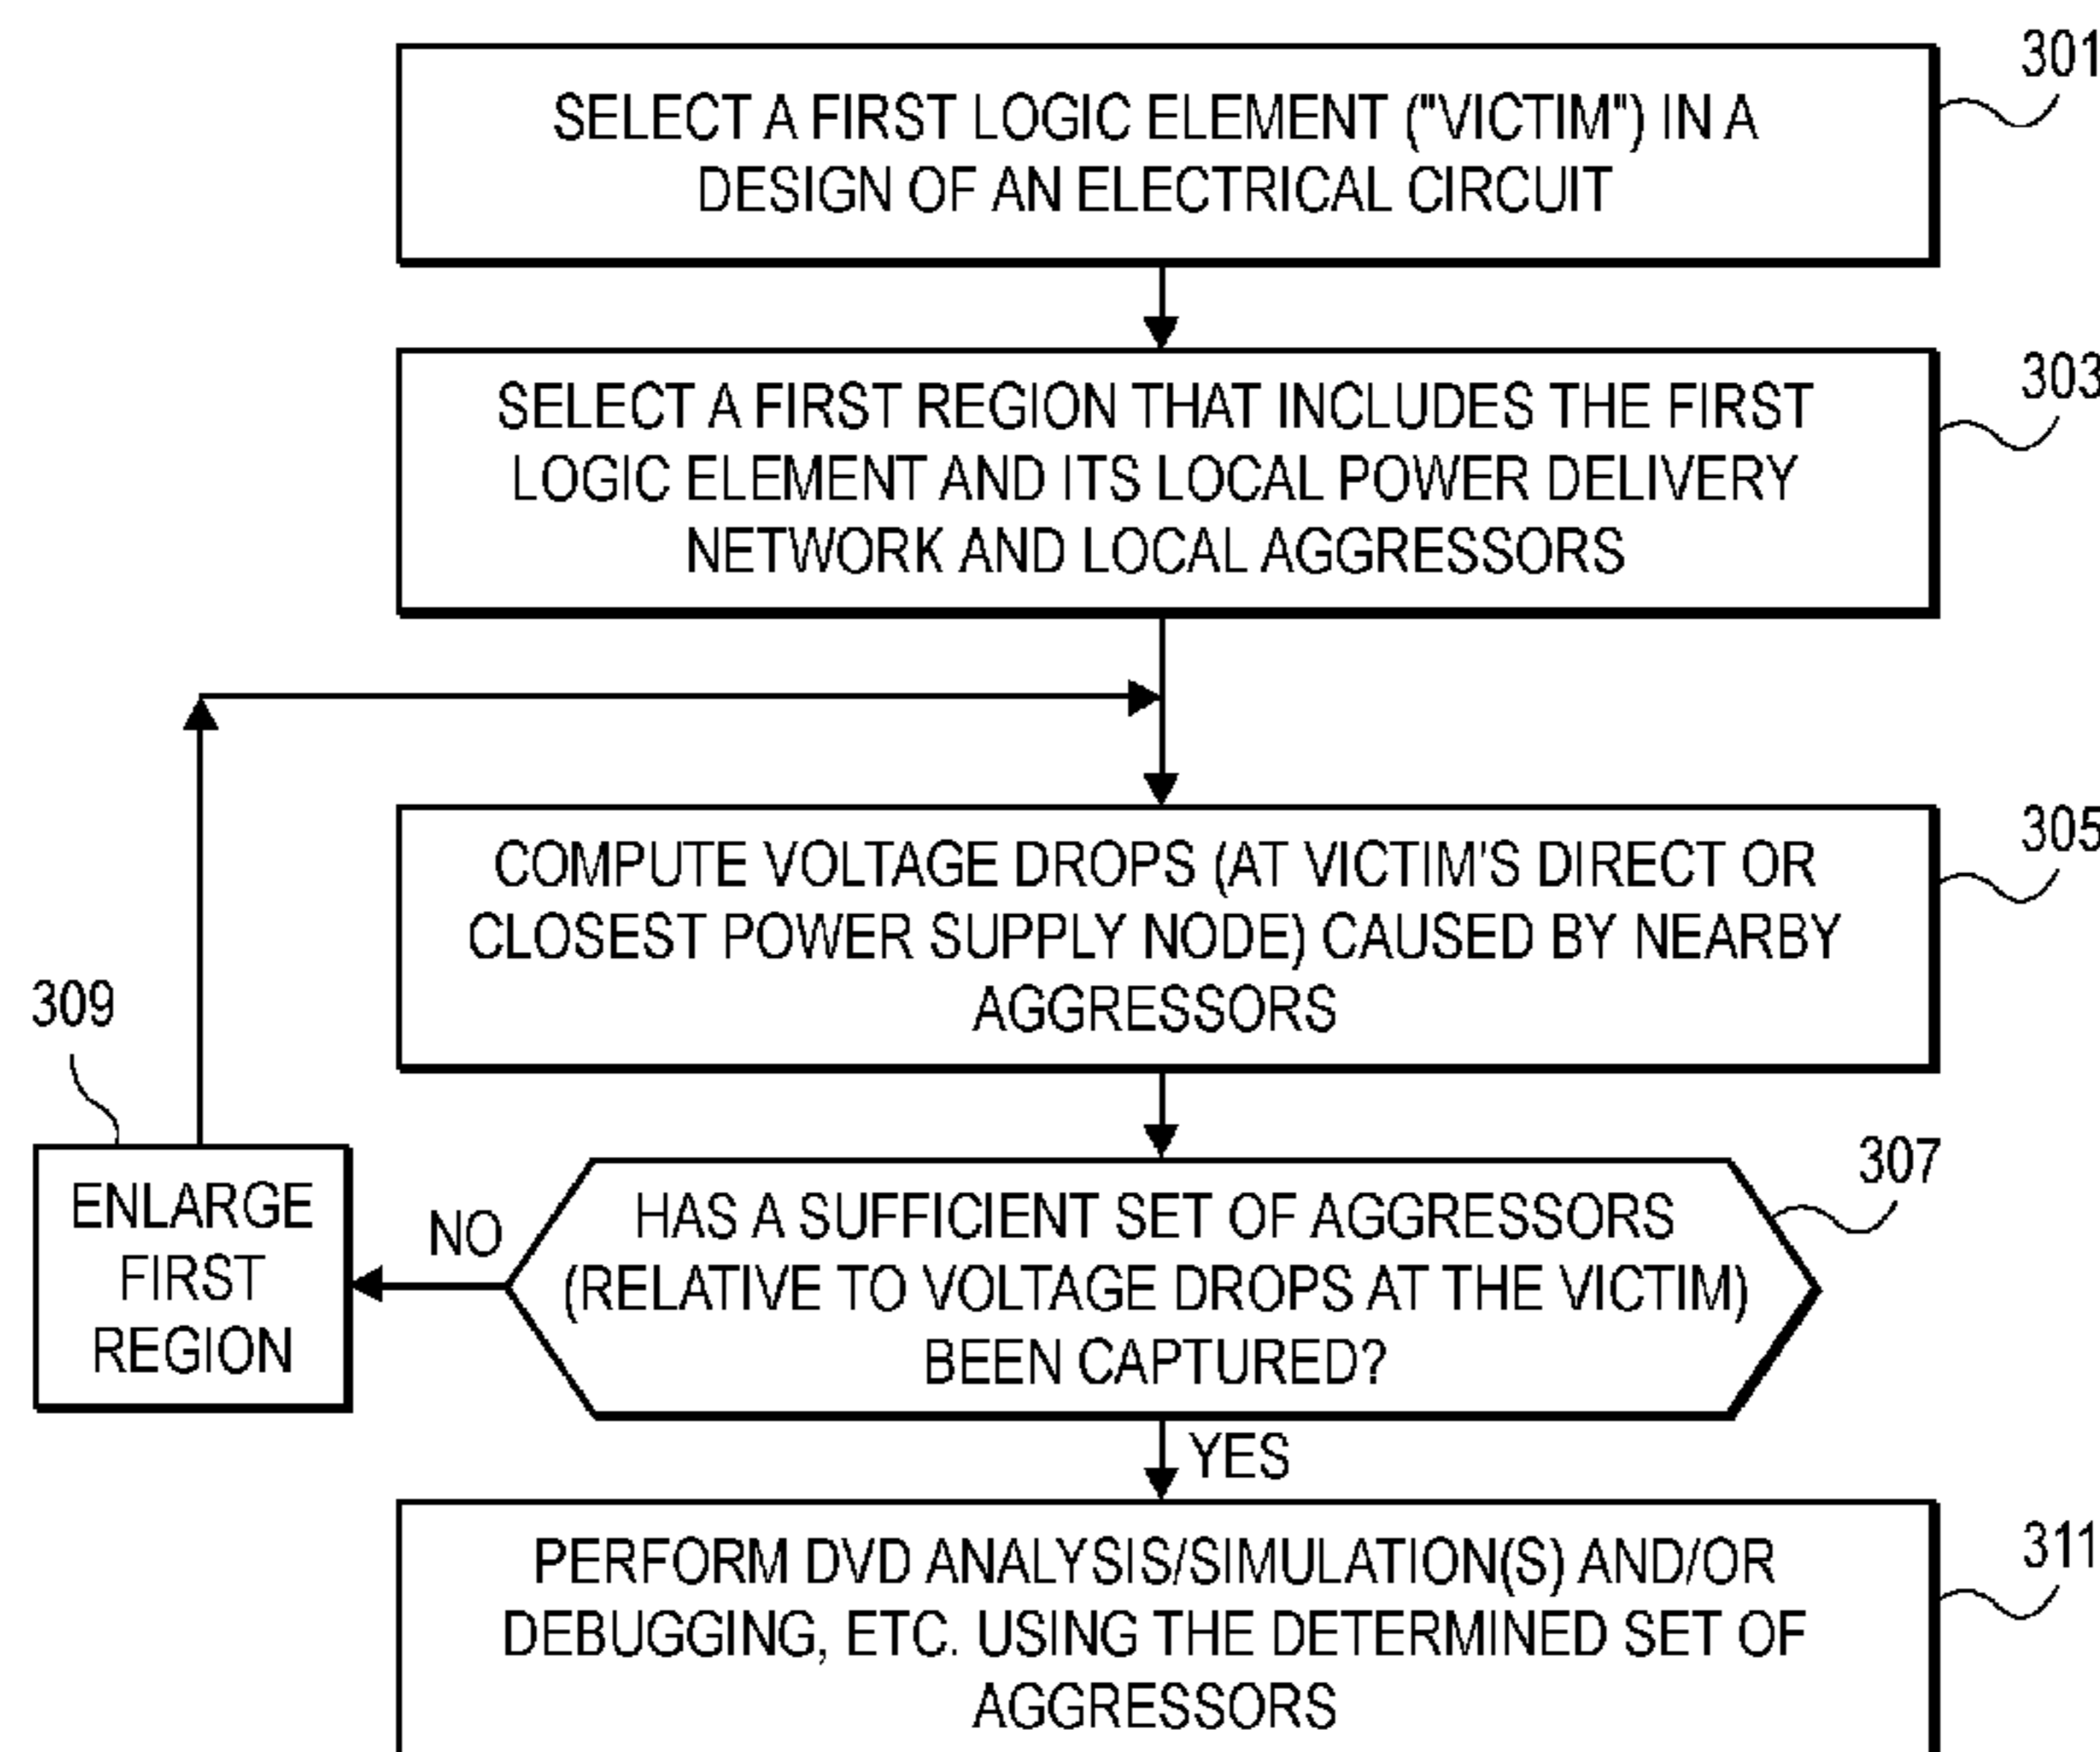 301
SELECT A FIRST LOGIC ELEMENT ("VICTIM") IN A
DESIGN OF AN ELECTRICAL CIRCUIT
303
SELECT A FIRST REGION THAT INCLUDES THE FIRST
LOGIC ELEMENT AND ITS LOCAL POWER DELIVERY
NETWORK AND LOCAL AGGRESSORS
305
COMPUTE VOLTAGE DROPS (AT VICTIM'S DIRECT OR
CLOSEST POWER SUPPLY NODE) CAUSED BY NEARBY
AGGRESSORS
309
ENLARGE
FIRST
REGION
NO
307
HAS A SUFFICIENT SET OF AGGRESSORS
(RELATIVE TO VOLTAGE DROPS AT THE VICTIM)
BEEN CAPTURED?
YES
311
PERFORM DVD ANALYSIS/SIMULATION(S) AND/OR
DEBUGGING, ETC. USING THE DETERMINED SET OF
AGGRESSORS